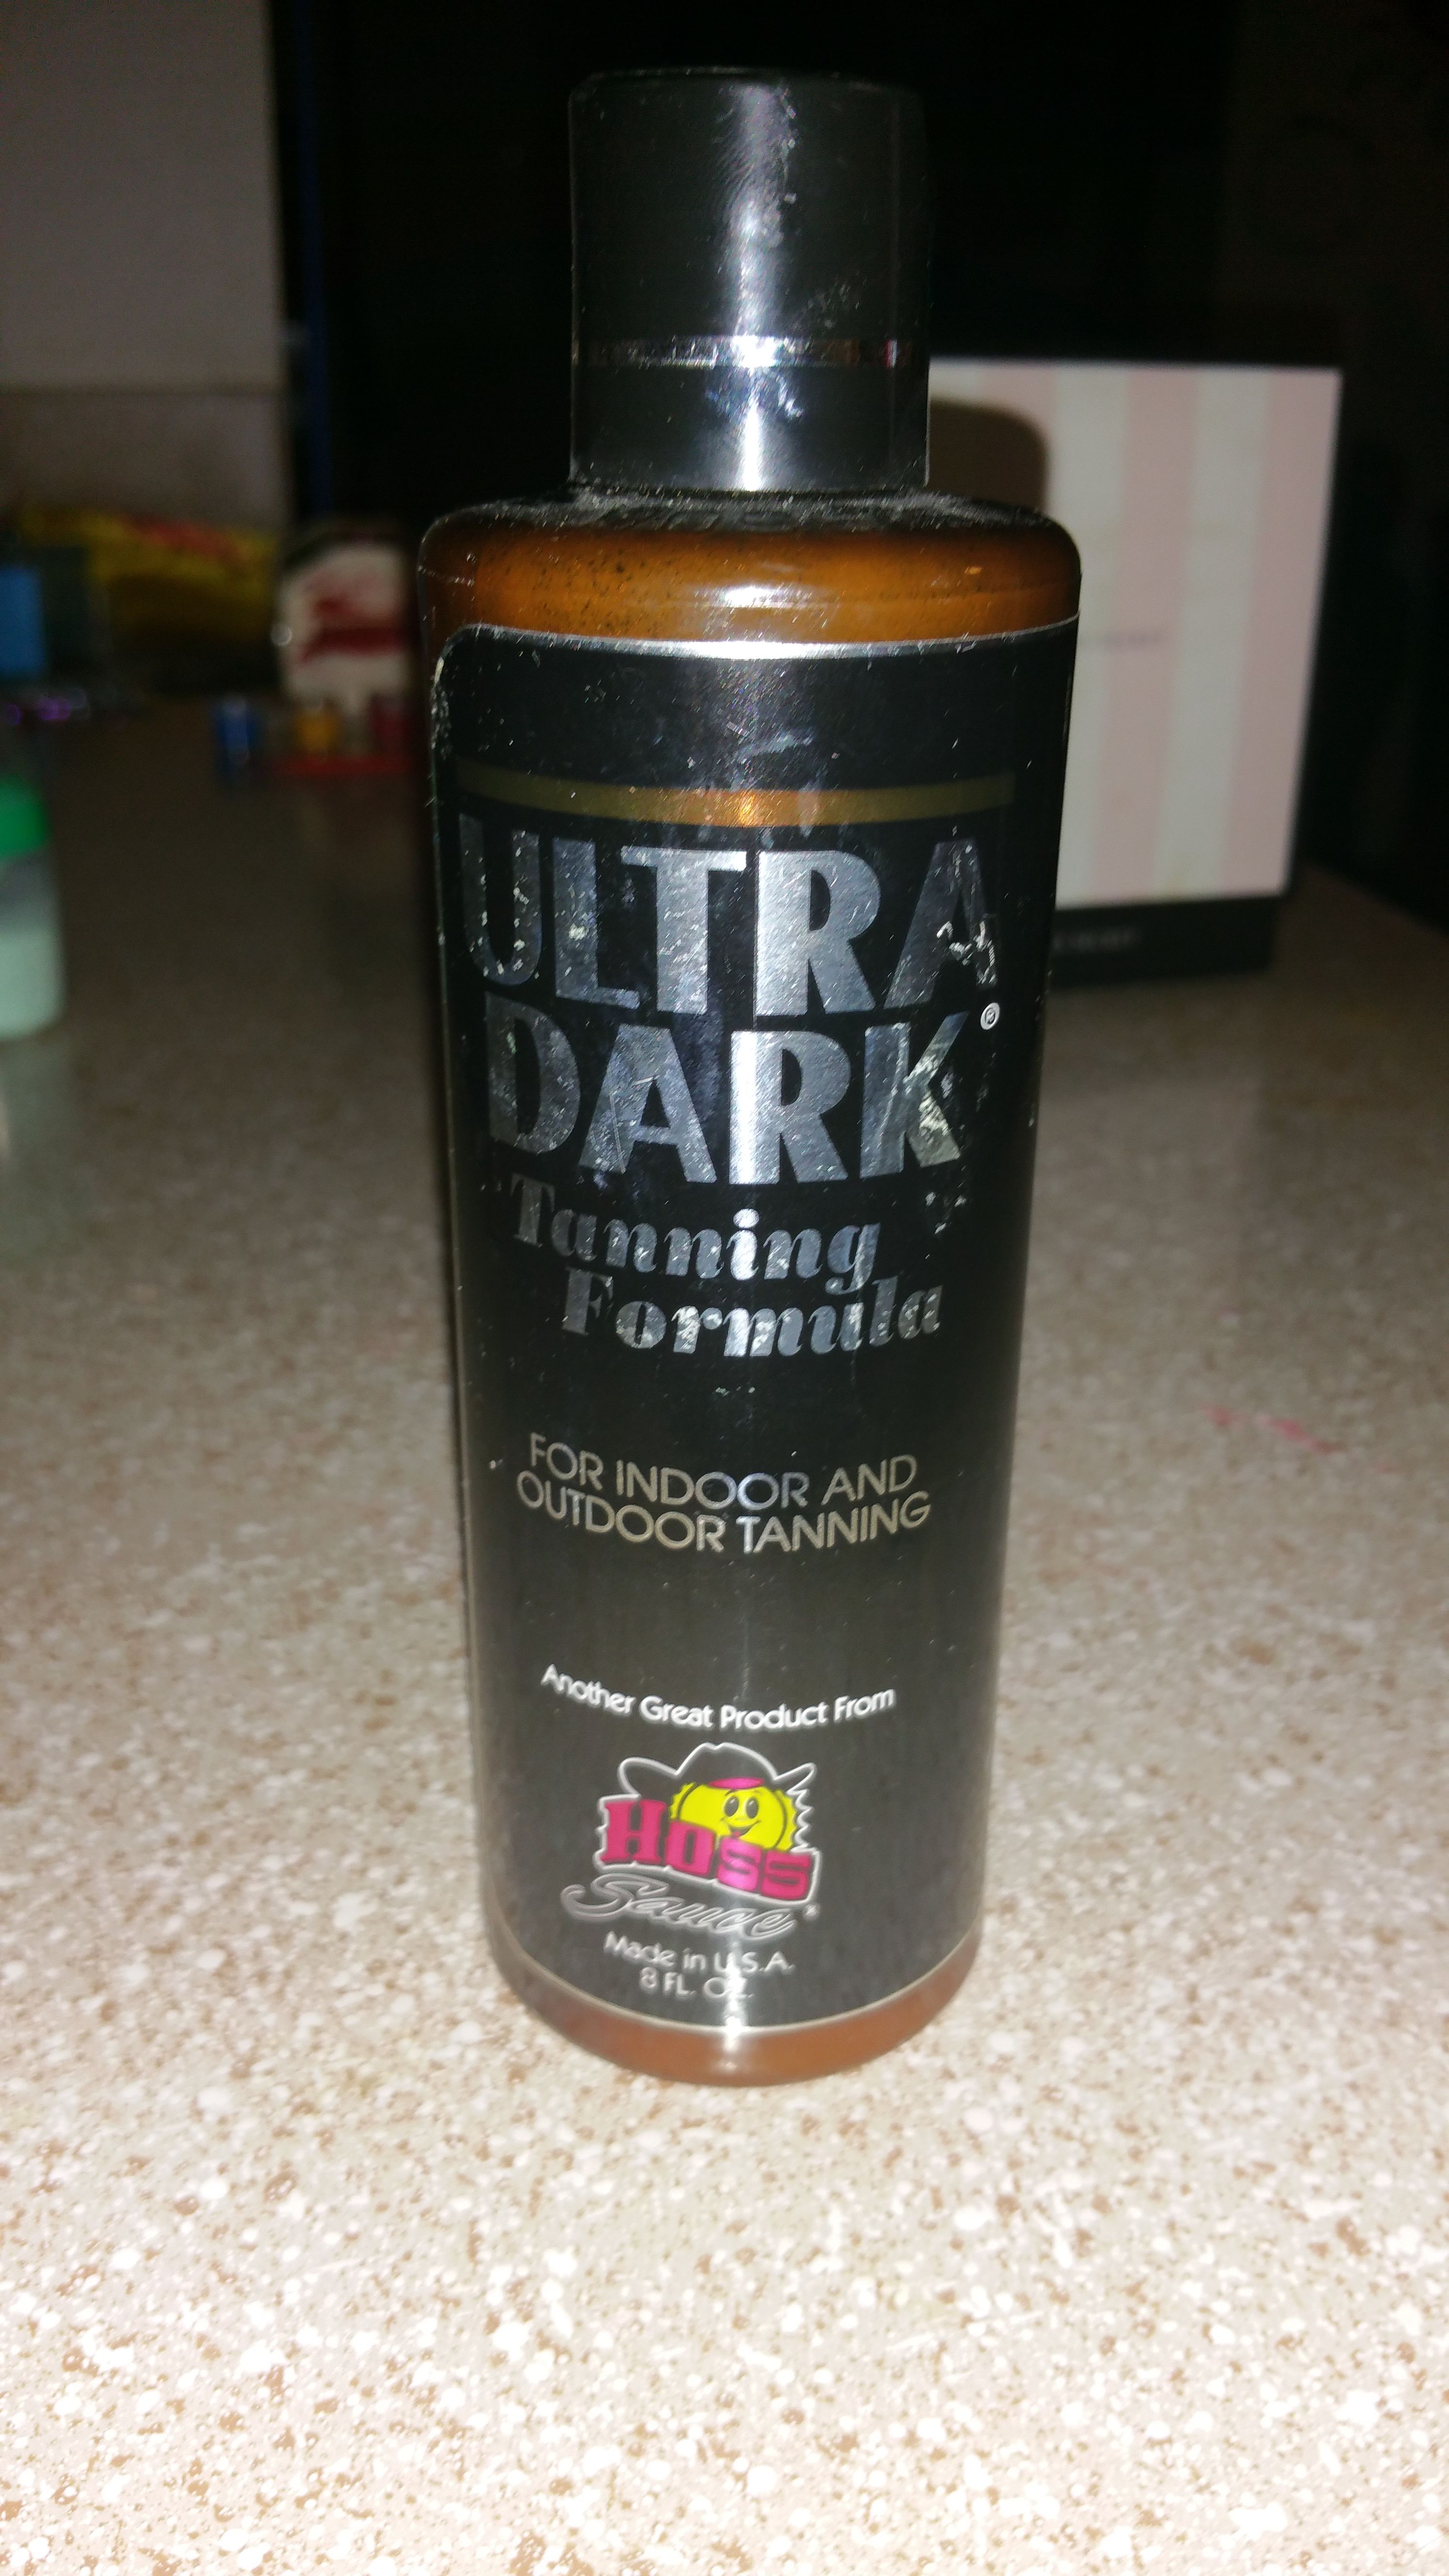 ULTRA
DARK®
Tanning
Formula
FOR INDOOR AND
OUTDOOR TANNING
Another Great Product From
HOSS
Sauce®
Made in U.S.A.
8 FL. OZ.